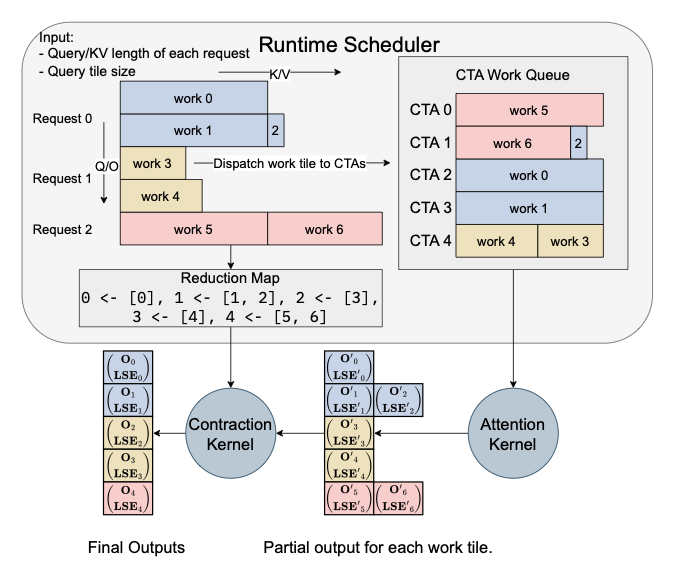 Input:
- Query/KV length of each request
- Query tile size
Runtime Scheduler
K/V
Request 0
work 0
work 1
2
Q/O
Request 1
work 3
work 4
Request 2
work 5
work 6
Dispatch work tile to CTAs
CTA Work Queue
CTA 0
work 5
CTA 1
work 6
2
CTA 2
work 0
CTA 3
work 1
CTA 4
work 4
work 3
Reduction Map
0 <- [0], 1 <- [1, 2], 2 <- [3],
3 <- [4], 4 <- [5, 6]
O₀
LSE₀
O₁
LSE₁
O₂
LSE₂
O₃
LSE₃
O₄
LSE₄
Contraction
Kernel
O′₀
LSE′₀
O′₁
LSE′₁
O′₂
LSE′₂
O′₃
LSE′₃
O′₄
LSE′₄
O′₅
LSE′₅
O′₆
LSE′₆
Attention
Kernel
Final Outputs
Partial output for each work tile.